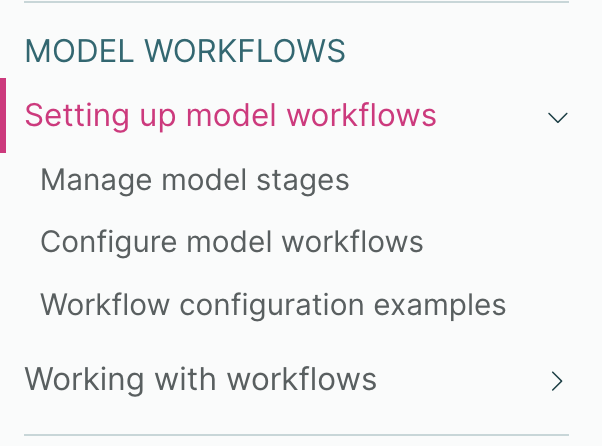 MODEL WORKFLOWS
Setting up model workflows
Manage model stages
Configure model workflows
Workflow configuration examples
Working with workflows